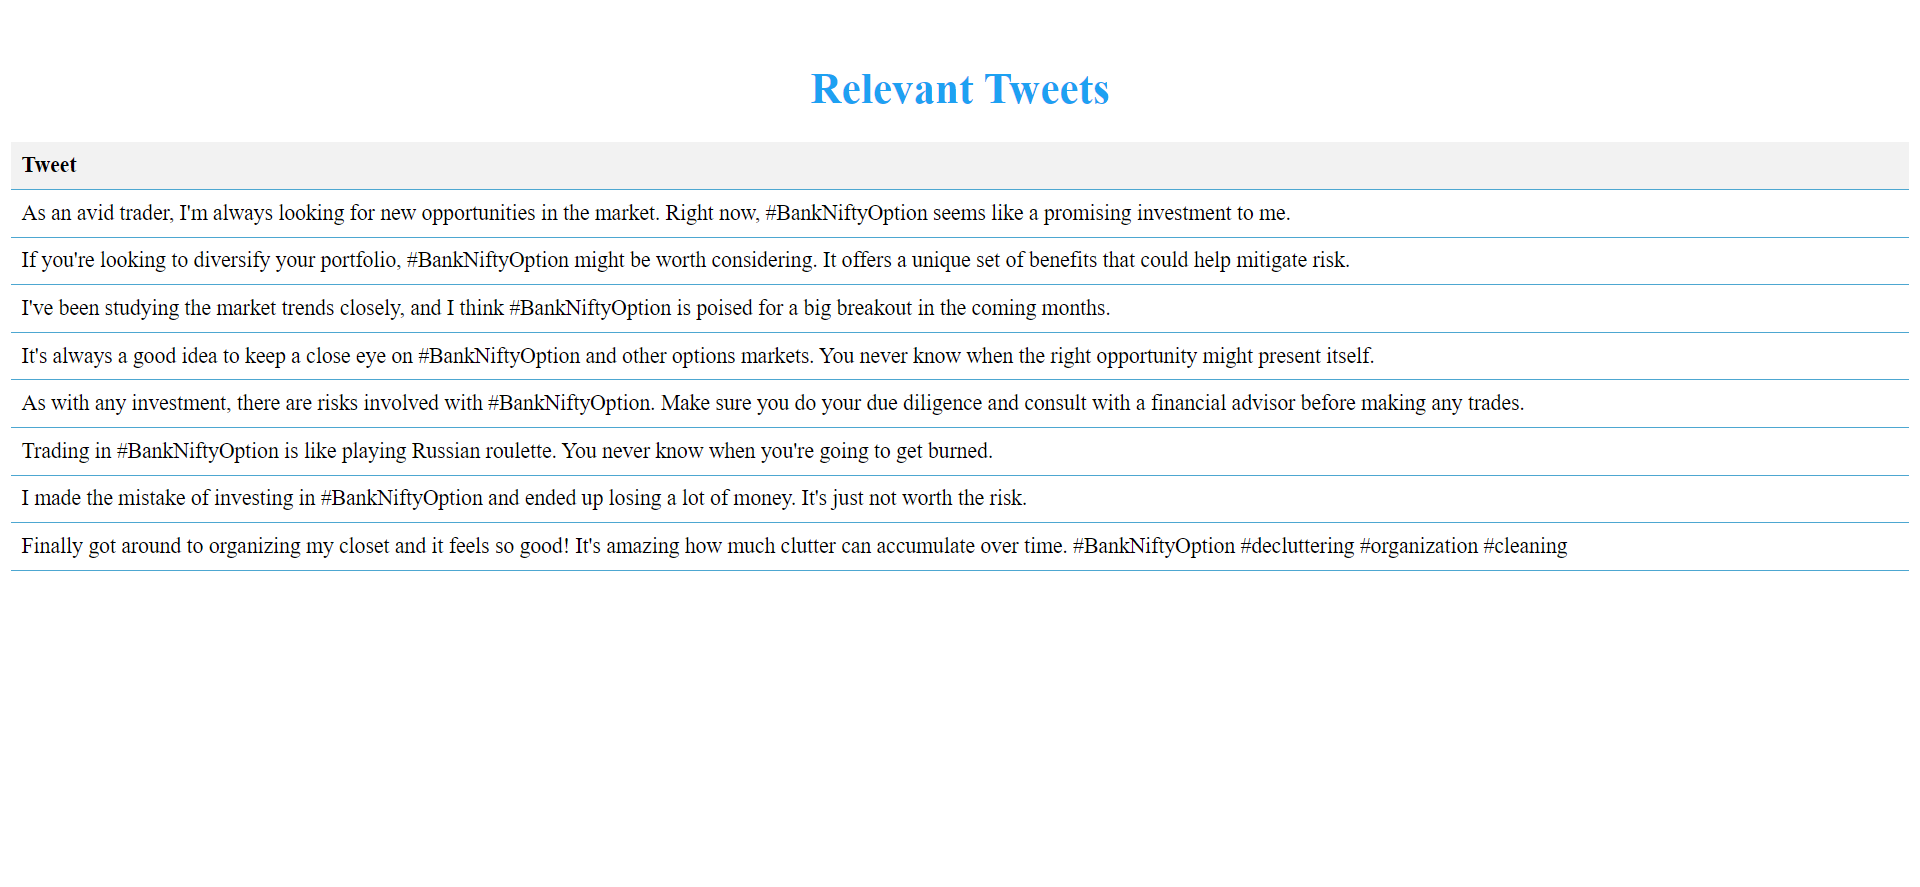 Relevant Tweets
Tweet
As an avid trader, I'm always looking for new opportunities in the market. Right now, #BankNiftyOption seems like a promising investment to me.
If you're looking to diversify your portfolio, #BankNiftyOption might be worth considering. It offers a unique set of benefits that could help mitigate risk.
I've been studying the market trends closely, and I think #BankNiftyOption is poised for a big breakout in the coming months.
It's always a good idea to keep a close eye on #BankNiftyOption and other options markets. You never know when the right opportunity might present itself.
As with any investment, there are risks involved with #BankNiftyOption. Make sure you do your due diligence and consult with a financial advisor before making any trades.
Trading in #BankNiftyOption is like playing Russian roulette. You never know when you're going to get burned.
I made the mistake of investing in #BankNiftyOption and ended up losing a lot of money. It's just not worth the risk.
Finally got around to organizing my closet and it feels so good! It's amazing how much clutter can accumulate over time. #BankNiftyOption #decluttering #organization #cleaning